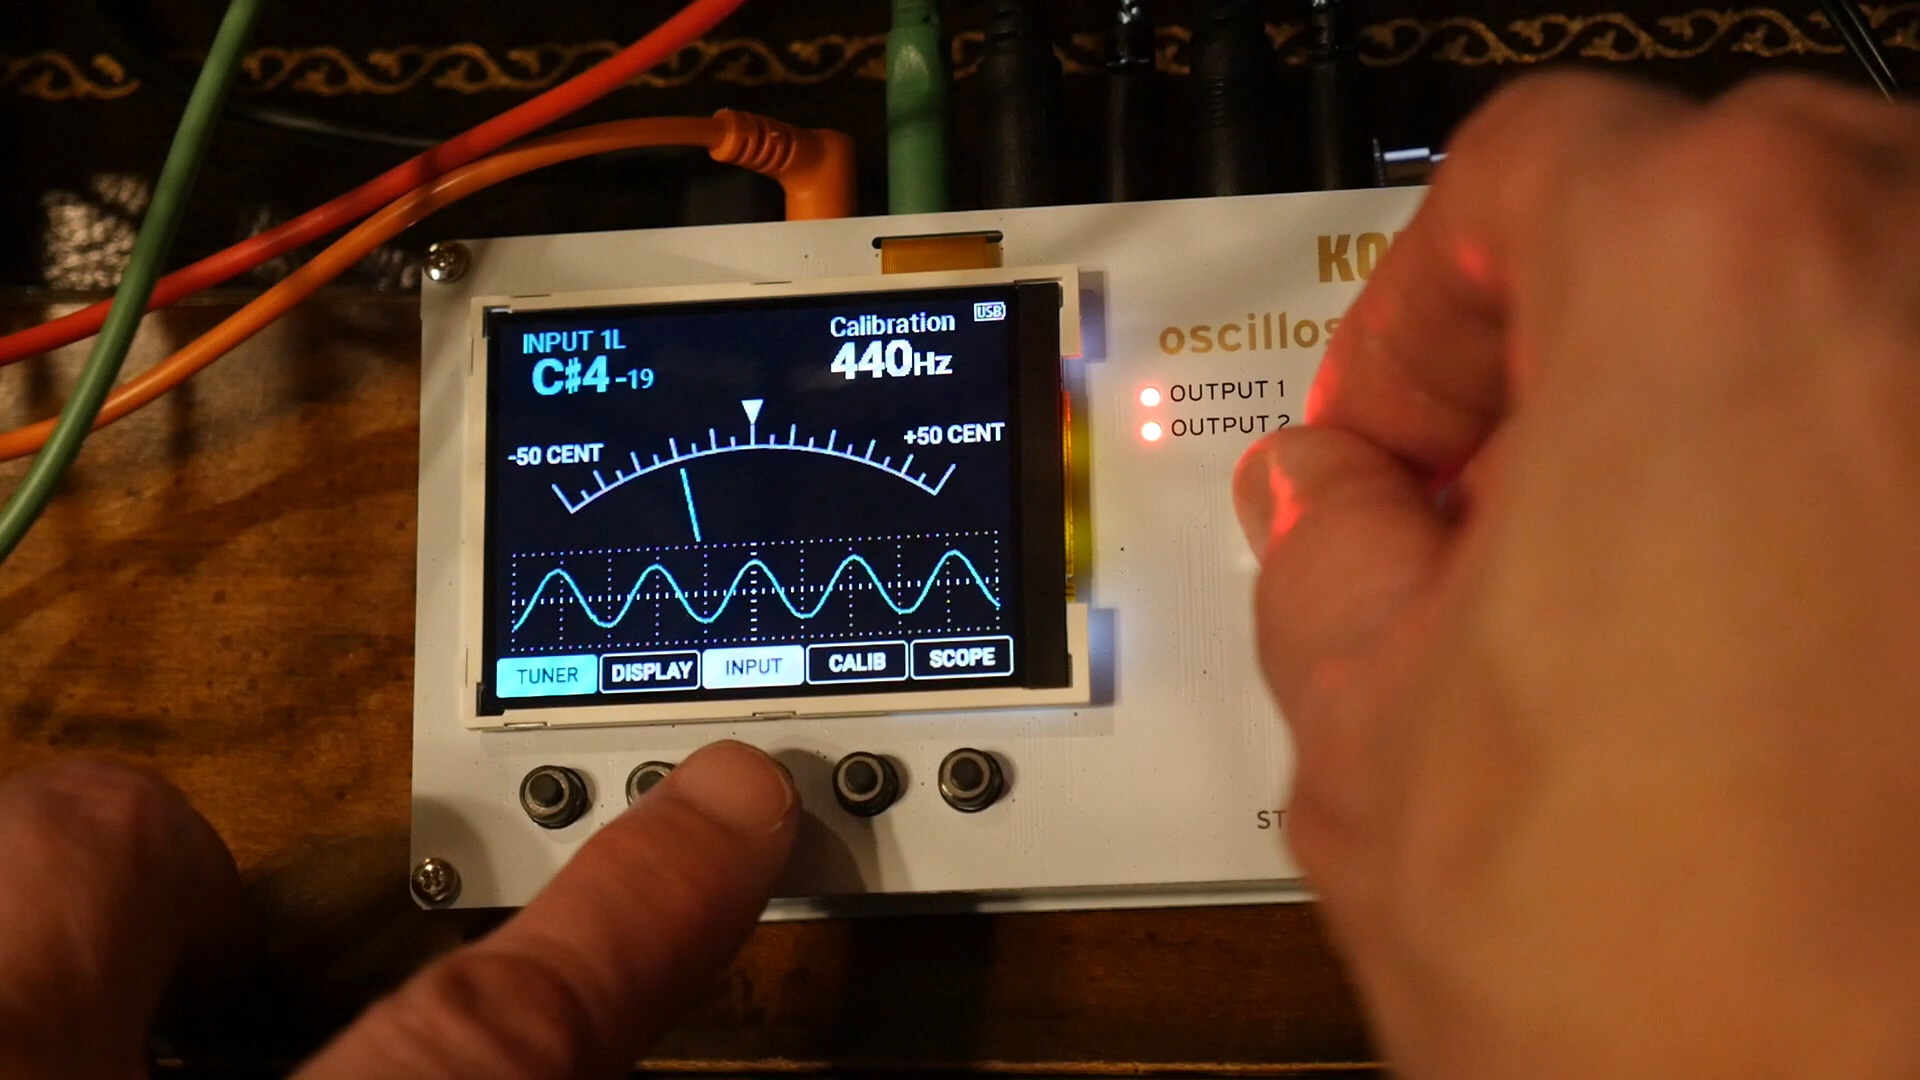 INPUT 1L
C#4 -19
Calibration
440Hz
USB
-50 CENT
+50 CENT
TUNER
DISPLAY
INPUT
CALIB
SCOPE
OUTPUT 1
OUTPUT 2